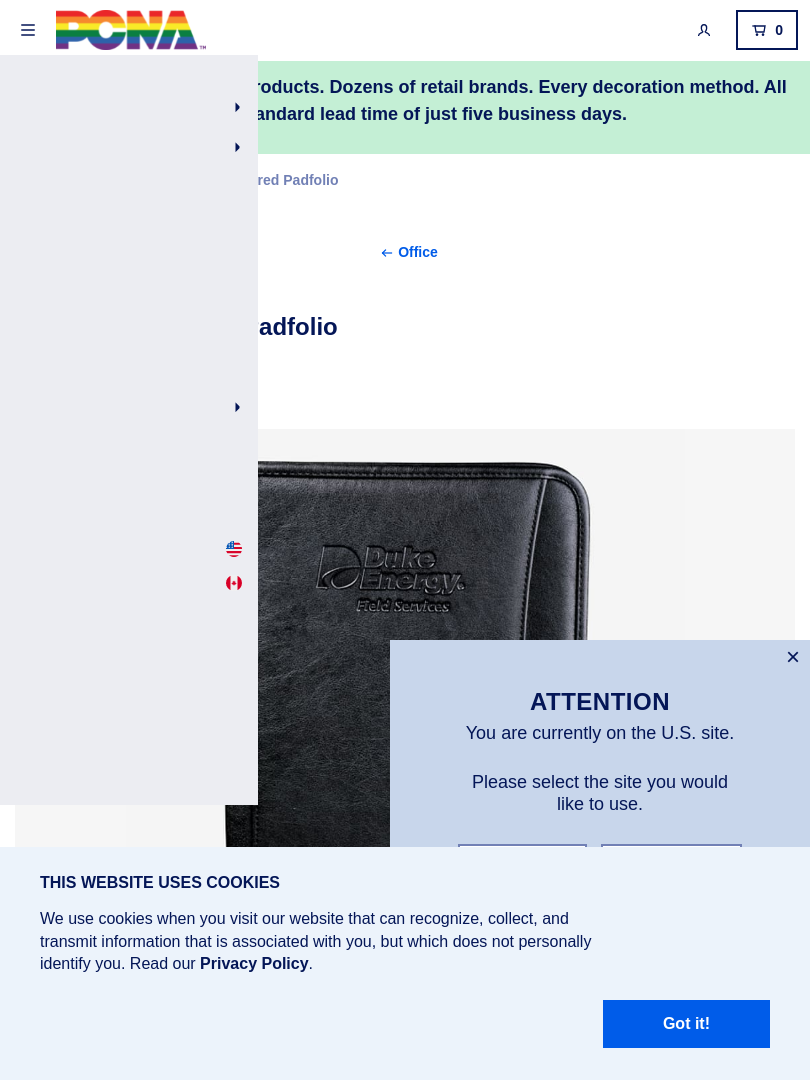 PCNA
TM
0
roducts. Dozens of retail brands. Every decoration method. All
andard lead time of just five business days.
red Padfolio
← Office
adfolio
Duke
Energy®
Field Services
ATTENTION
You are currently on the U.S. site.
Please select the site you would
like to use.
THIS WEBSITE USES COOKIES
We use cookies when you visit our website that can recognize, collect, and
transmit information that is associated with you, but which does not personally
identify you. Read our Privacy Policy.
Got it!